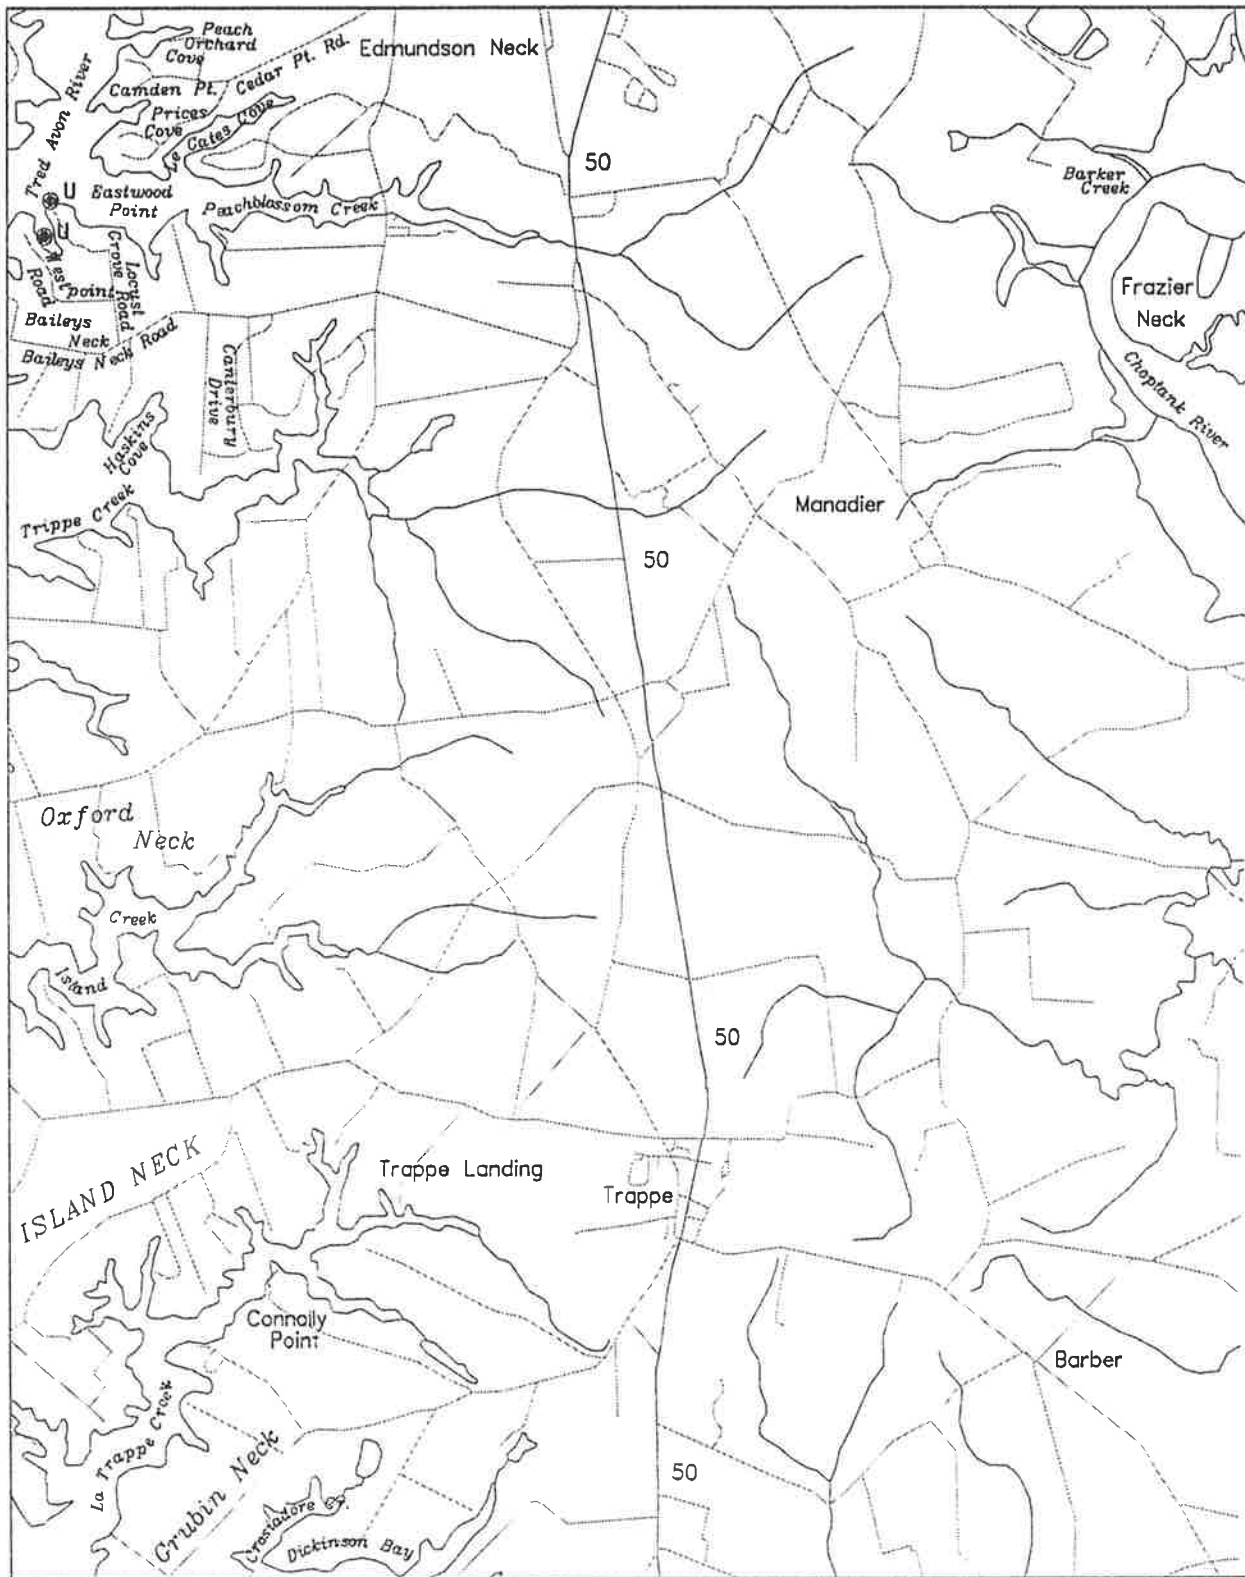 Peach
Orchard
Cove
Edmundson Neck
Cedar Pt. Rd.
Camden Pt.
Prices
Cove
Le Gates Cove
Tred Avon River
50
Barker
Creek
U
Eastwood
Point
Peachblossom Creek
U
West
point
Road
Locust
Grove Road
Frazier
Neck
Baileys
Neck
Baileys Neck Road
Canterbury
Drive
Choptank River
Haskins
Cove
Trippe Creek
Manadier
50
Oxford
Neck
Creek
Island
50
ISLAND NECK
Trappe Landing
Trappe
Connolly
Point
Barber
La Trappe Creek
Grubin Neck
50
Crosiadore Co.
Dickinson Bay